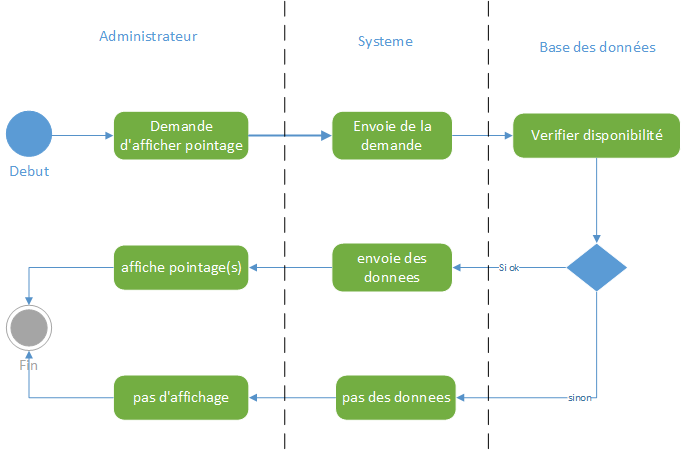 Administrateur
Systeme
Base des données
Demande
d'afficher pointage
Envoie de la
demande
Verifier disponibilité
Debut
affiche pointage(s)
envoie des
donnees
Si ok
Fin
pas d'affichage
pas des donnees
sinon